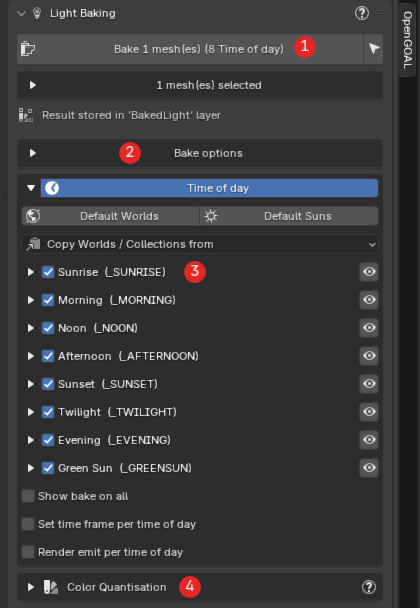 Light Baking
OpenGOAL
Bake 1 mesh(es) (8 Time of day) 1
1 mesh(es) selected
Result stored in 'BakedLight' layer
2 Bake options
Time of day
Default Worlds Default Suns
Copy Worlds / Collections from
Sunrise (_SUNRISE) 3
Morning (_MORNING)
Noon (_NOON)
Afternoon (_AFTERNOON)
Sunset (_SUNSET)
Twilight (_TWILIGHT)
Evening (_EVENING)
Green Sun (_GREENSUN)
Show bake on all
Set time frame per time of day
Render emit per time of day
Color Quantisation 4